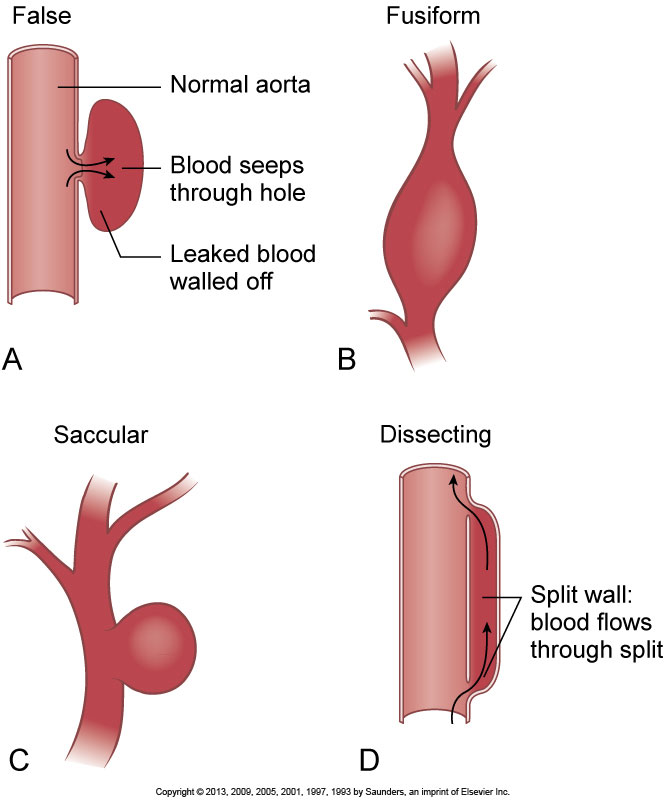 False
Normal aorta
Blood seeps
through hole
Leaked blood
walled off
A
Fusiform
B
Saccular
C
Dissecting
Split wall:
blood flows
through split
D
Copyright © 2013, 2009, 2005, 2001, 1997, 1993 by Saunders, an imprint of Elsevier Inc.